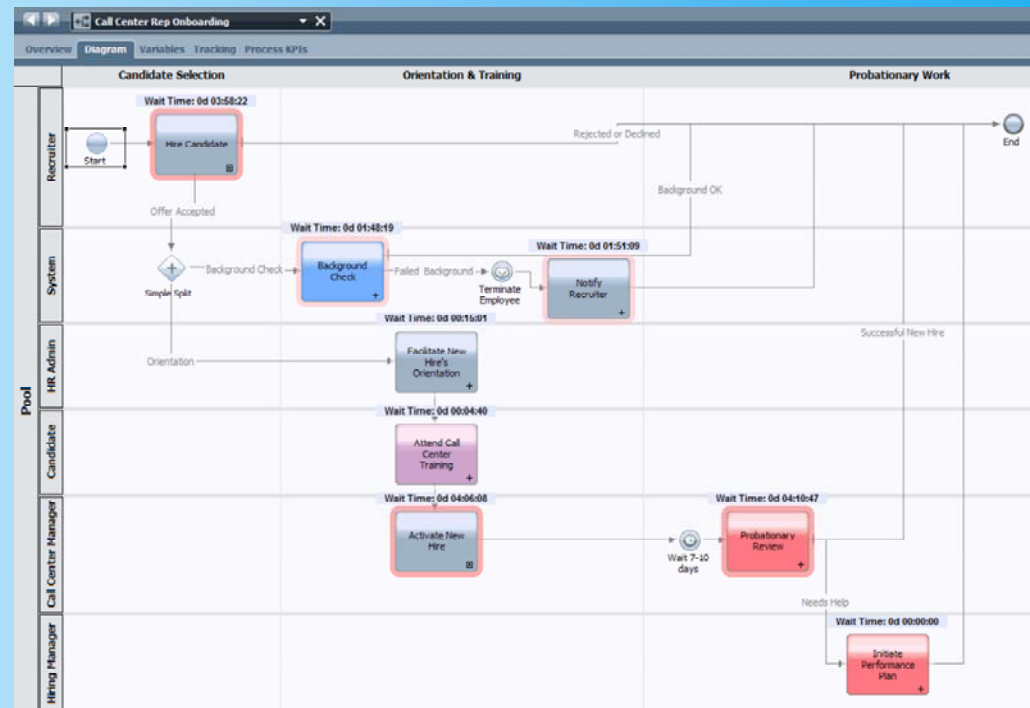 Call Center Rep Onboarding
Overview Diagram Variables Tracking Process KPIs
Candidate Selection Orientation & Training Probationary Work
Pool
Recruiter
Wait Time: 0d 03:58:22
Start
Hire Candidate
Rejected or Declined
End
Background OK
Offer Accepted
System
Wait Time: 0d 01:48:19
Wait Time: 0d 01:51:09
Simple Split
Background Check
Background
Check
Failed Background
Terminate
Employee
Notify
Recruiter
HR Admin
Wait Time: 0d 00:15:01
Orientation
Facilitate New
Hire's
Orientation
Successful New Hire
Candidate
Wait Time: 0d 00:04:40
Attend Call
Center
Training
Call Center Manager
Wait Time: 0d 04:06:08
Activate New
Hire
Wait 7-10
days
Wait Time: 0d 04:10:47
Probationary
Review
Needs Help
Hiring Manager
Wait Time: 0d 00:00:00
Initiate
Performance
Plan